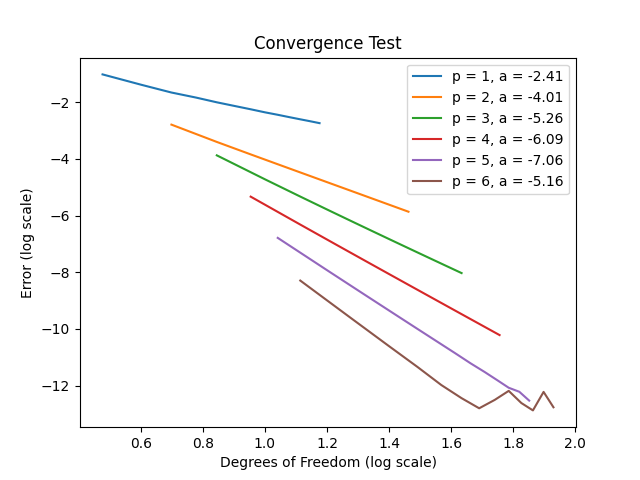 Convergence Test
p = 1, a = -2.41
p = 2, a = -4.01
p = 3, a = -5.26
p = 4, a = -6.09
p = 5, a = -7.06
p = 6, a = -5.16
Error (log scale)
−2
−4
−6
−8
−10
−12
0.6 0.8 1.0 1.2 1.4 1.6 1.8 2.0
Degrees of Freedom (log scale)